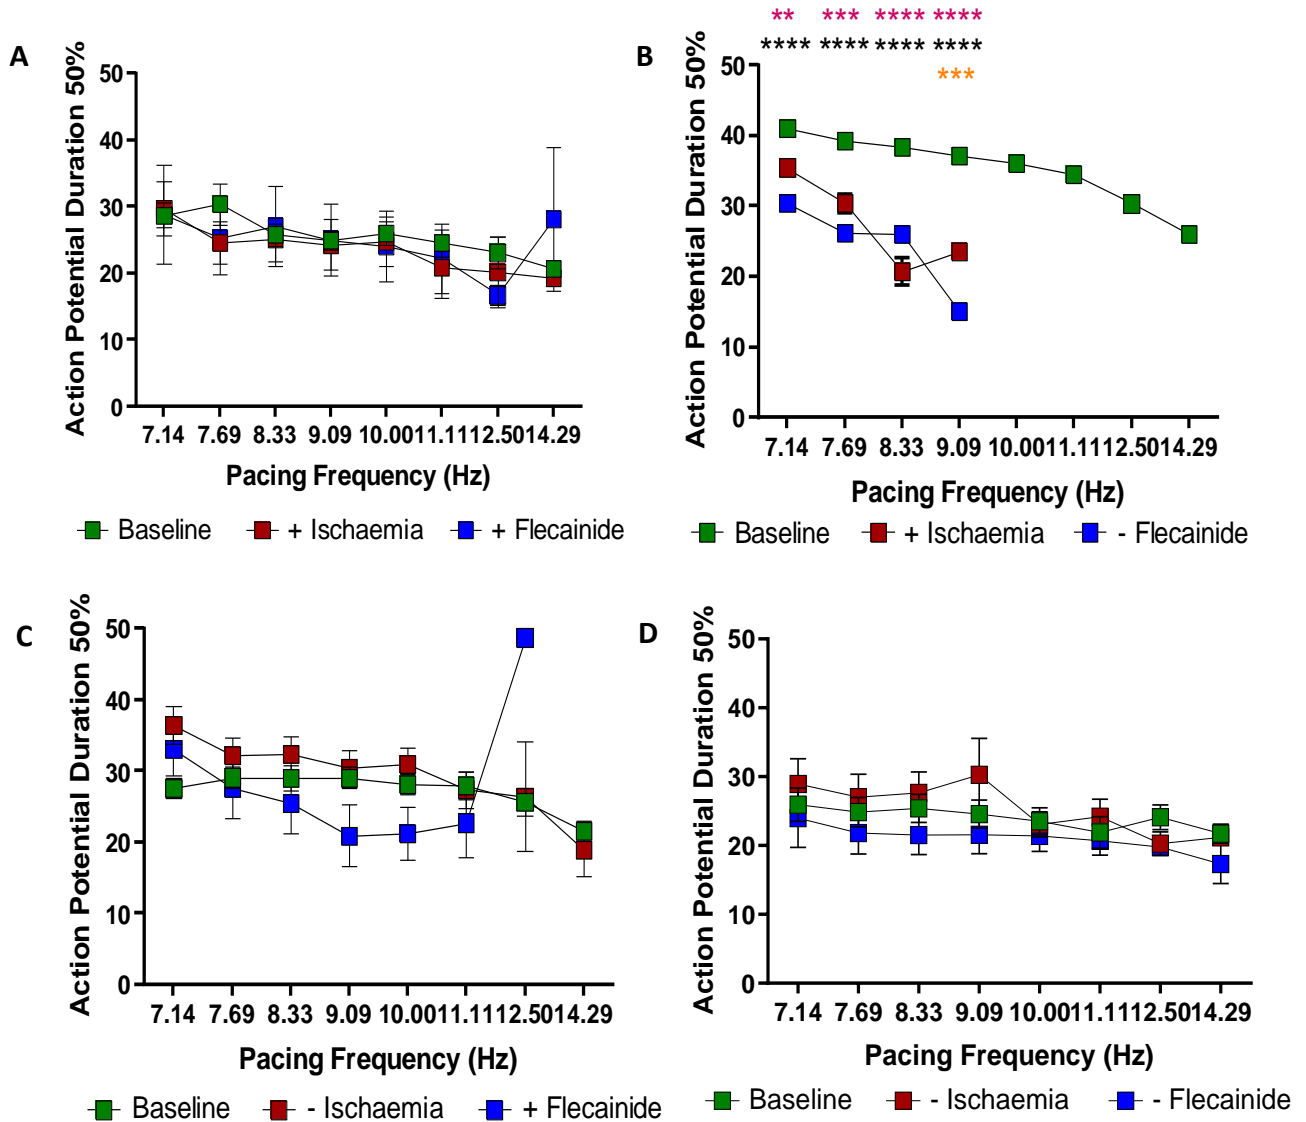 A
Action Potential Duration 50%
50
40
30
20
10
0
7.14 7.69 8.33 9.09 10.00 11.11 12.50 14.29
Pacing Frequency (Hz)
Baseline + Ischaemia + Flecainide
B
** *** **** ****
**** **** **** ****
***
Action Potential Duration 50%
50
40
30
20
10
0
7.14 7.69 8.33 9.09 10.00 11.11 12.50 14.29
Pacing Frequency (Hz)
Baseline + Ischaemia - Flecainide
C
Action Potential Duration 50%
50
40
30
20
10
0
7.14 7.69 8.33 9.09 10.00 11.11 12.50 14.29
Pacing Frequency (Hz)
Baseline - Ischaemia + Flecainide
D
Action Potential Duration 50%
50
40
30
20
10
0
7.14 7.69 8.33 9.09 10.00 11.11 12.50 14.29
Pacing Frequency (Hz)
Baseline - Ischaemia - Flecainide